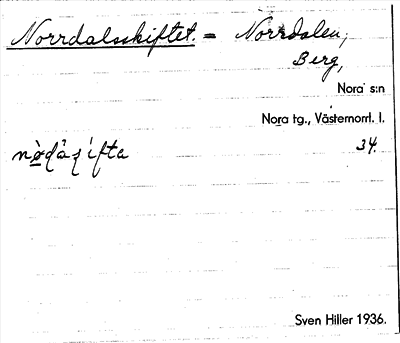 Norrdalsskiftet. = Norrdalen,
Berg,
Nora s:n
Nora tg., Västernorrl. l.
34.
Sven Hiller 1936.